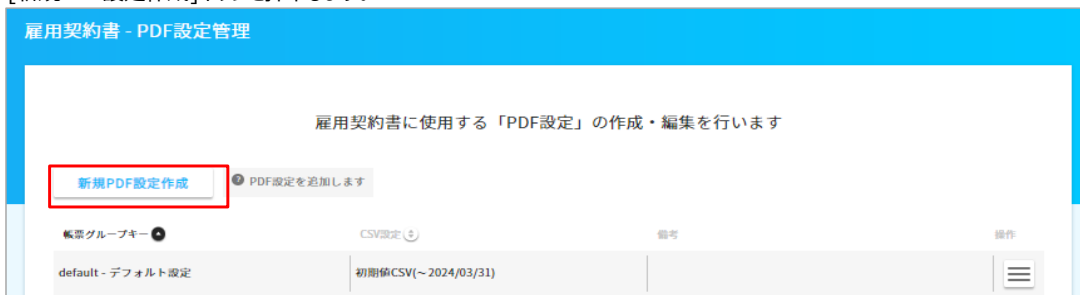 雇用契約書 - PDF設定管理
雇用契約書に使用する「PDF設定」の作成・編集を行います
新規PDF設定作成 PDF設定を追加します
帳票グループキー CSV設定 備考 操作
default - デフォルト設定 初期値CSV(~2024/03/31)